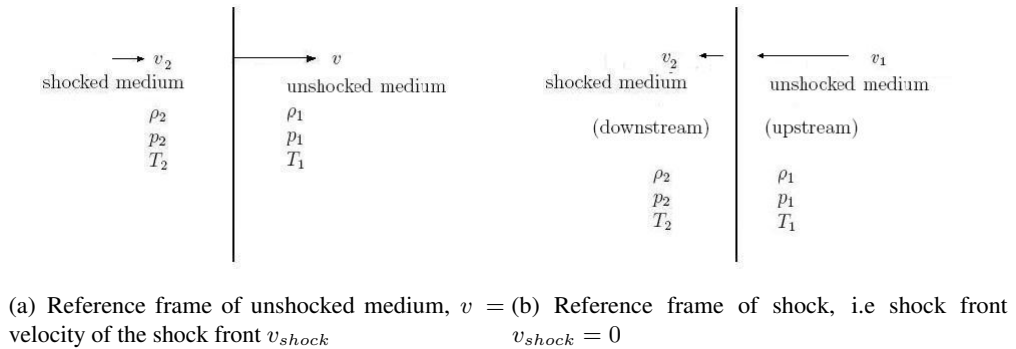 v₂
v
shocked medium
unshocked medium
ρ₂
ρ₁
p₂
p₁
T₂
T₁
v₂
v₁
shocked medium
unshocked medium
(downstream)
(upstream)
ρ₂
ρ₁
p₂
p₁
T₂
T₁
(a) Reference frame of unshocked medium, v =
velocity of the shock front vshock
(b) Reference frame of shock, i.e shock front
vshock = 0